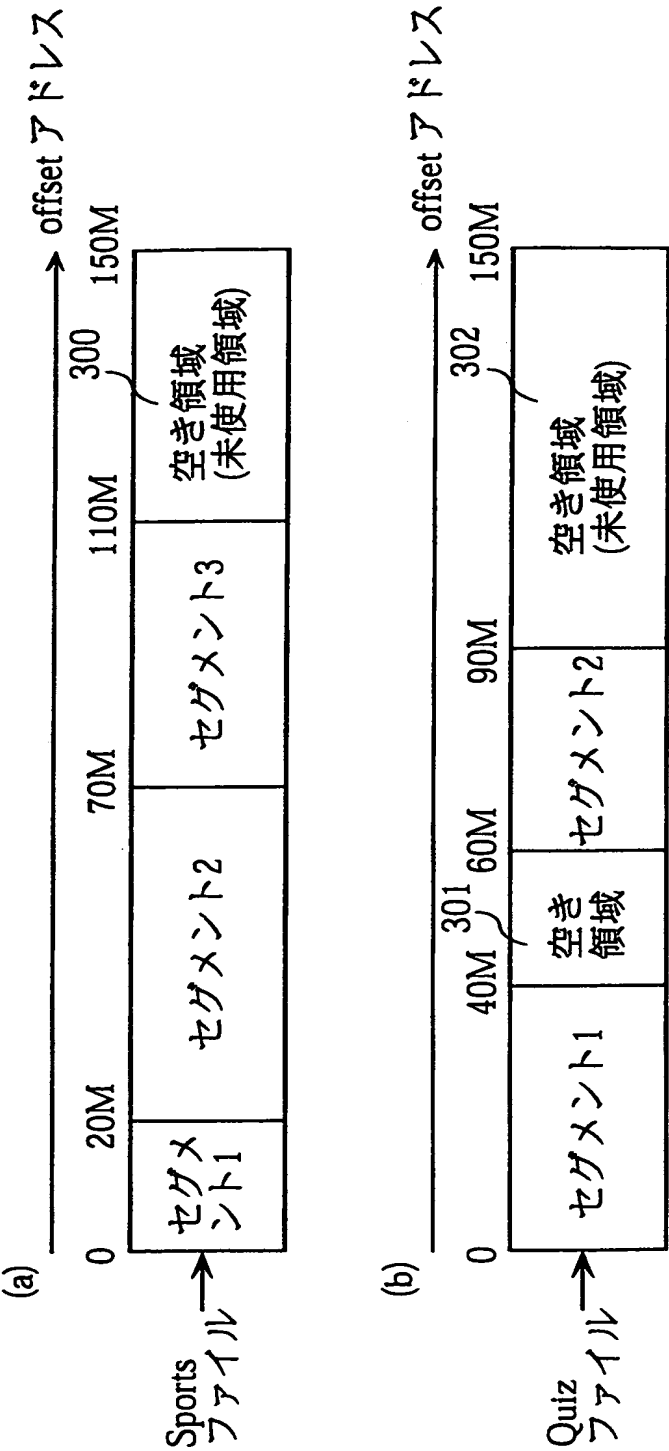 (a)
offset アドレス
0
20M
70M
110M
300
150M
Sports
ファイル
セグメ
ント1
セグメント2
セグメント3
空き領域
(未使用領域)
(b)
offset アドレス
0
40M
301
60M
90M
302
150M
Quiz
ファイル
セグメント1
空き
領域
セグメント2
空き領域
(未使用領域)